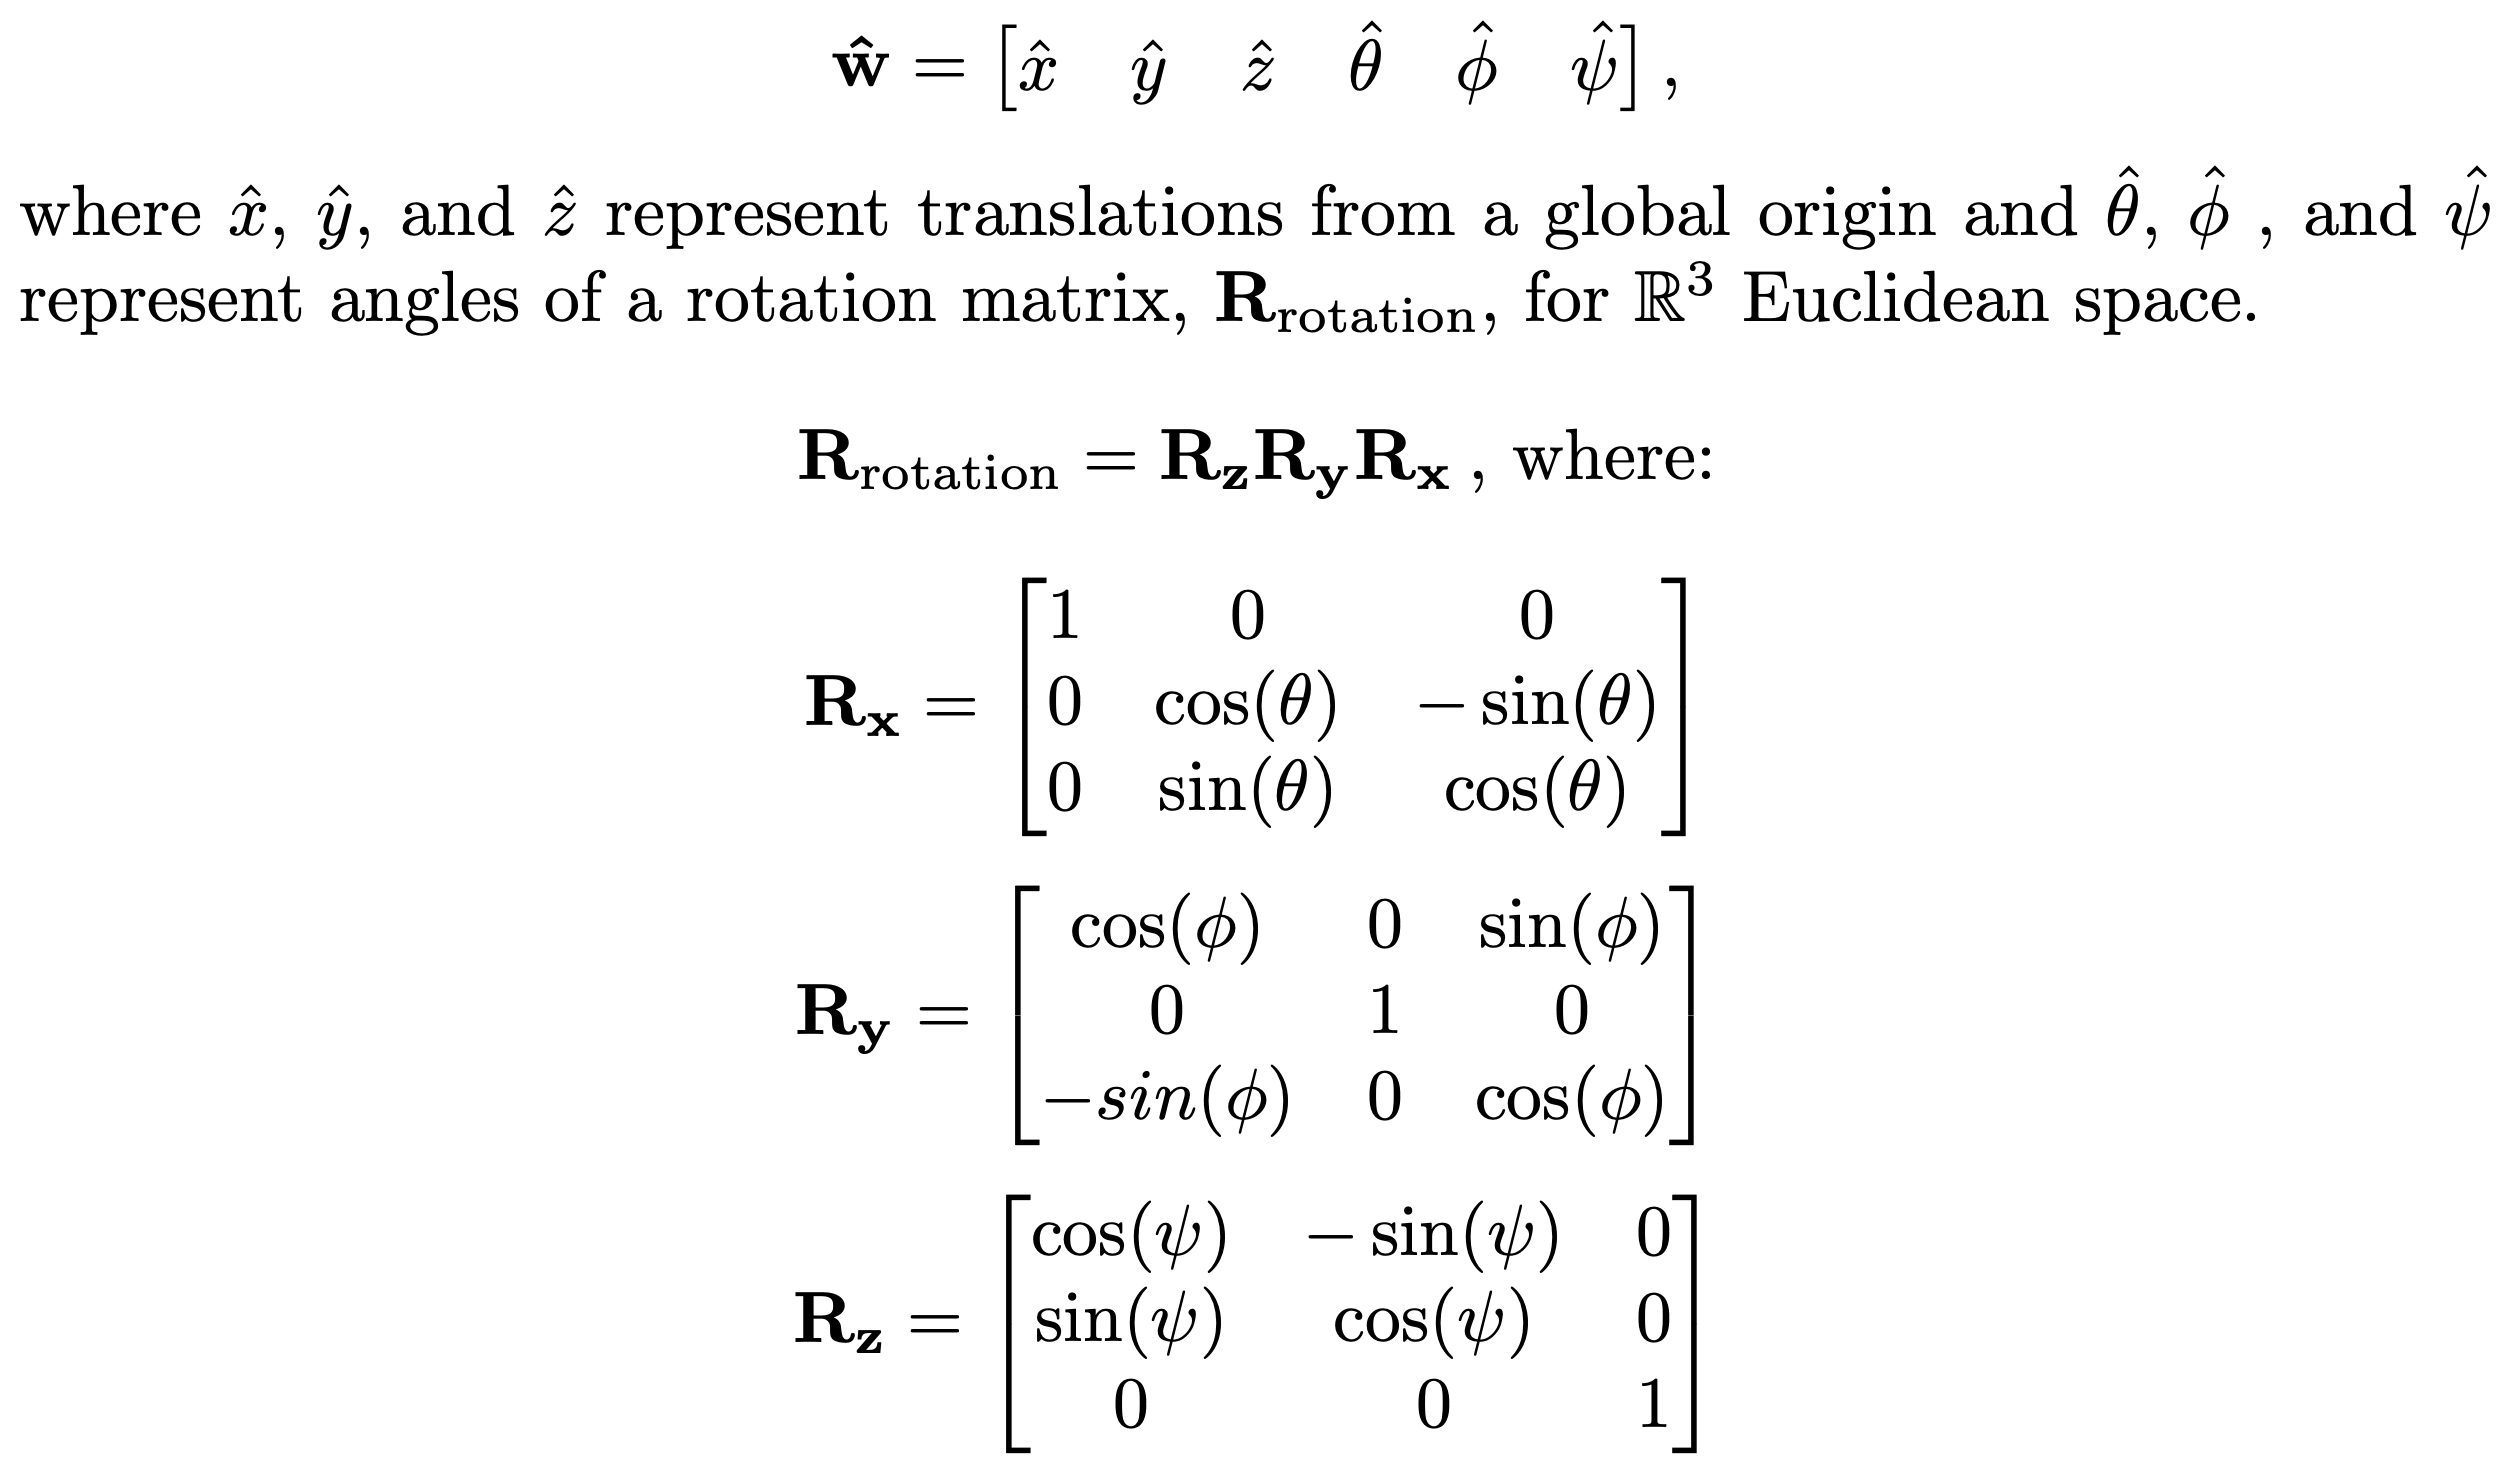 ŵ = [x̂ ŷ ẑ θ̂ ϕ̂ ψ̂] ,
where x̂, ŷ, and ẑ represent translations from a global origin and θ̂, ϕ̂ , and ψ̂
represent angles of a rotation matrix, R_rotation, for ℝ³ Euclidean space.
R_rotation = R_z R_y R_x , where:
R_x = [1 0 0
0 cos(θ) − sin(θ)
0 sin(θ) cos(θ)]
R_y = [cos(ϕ) 0 sin(ϕ)
0 1 0
−sin(ϕ) 0 cos(ϕ)]
R_z = [cos(ψ) − sin(ψ) 0
sin(ψ) cos(ψ) 0
0 0 1]